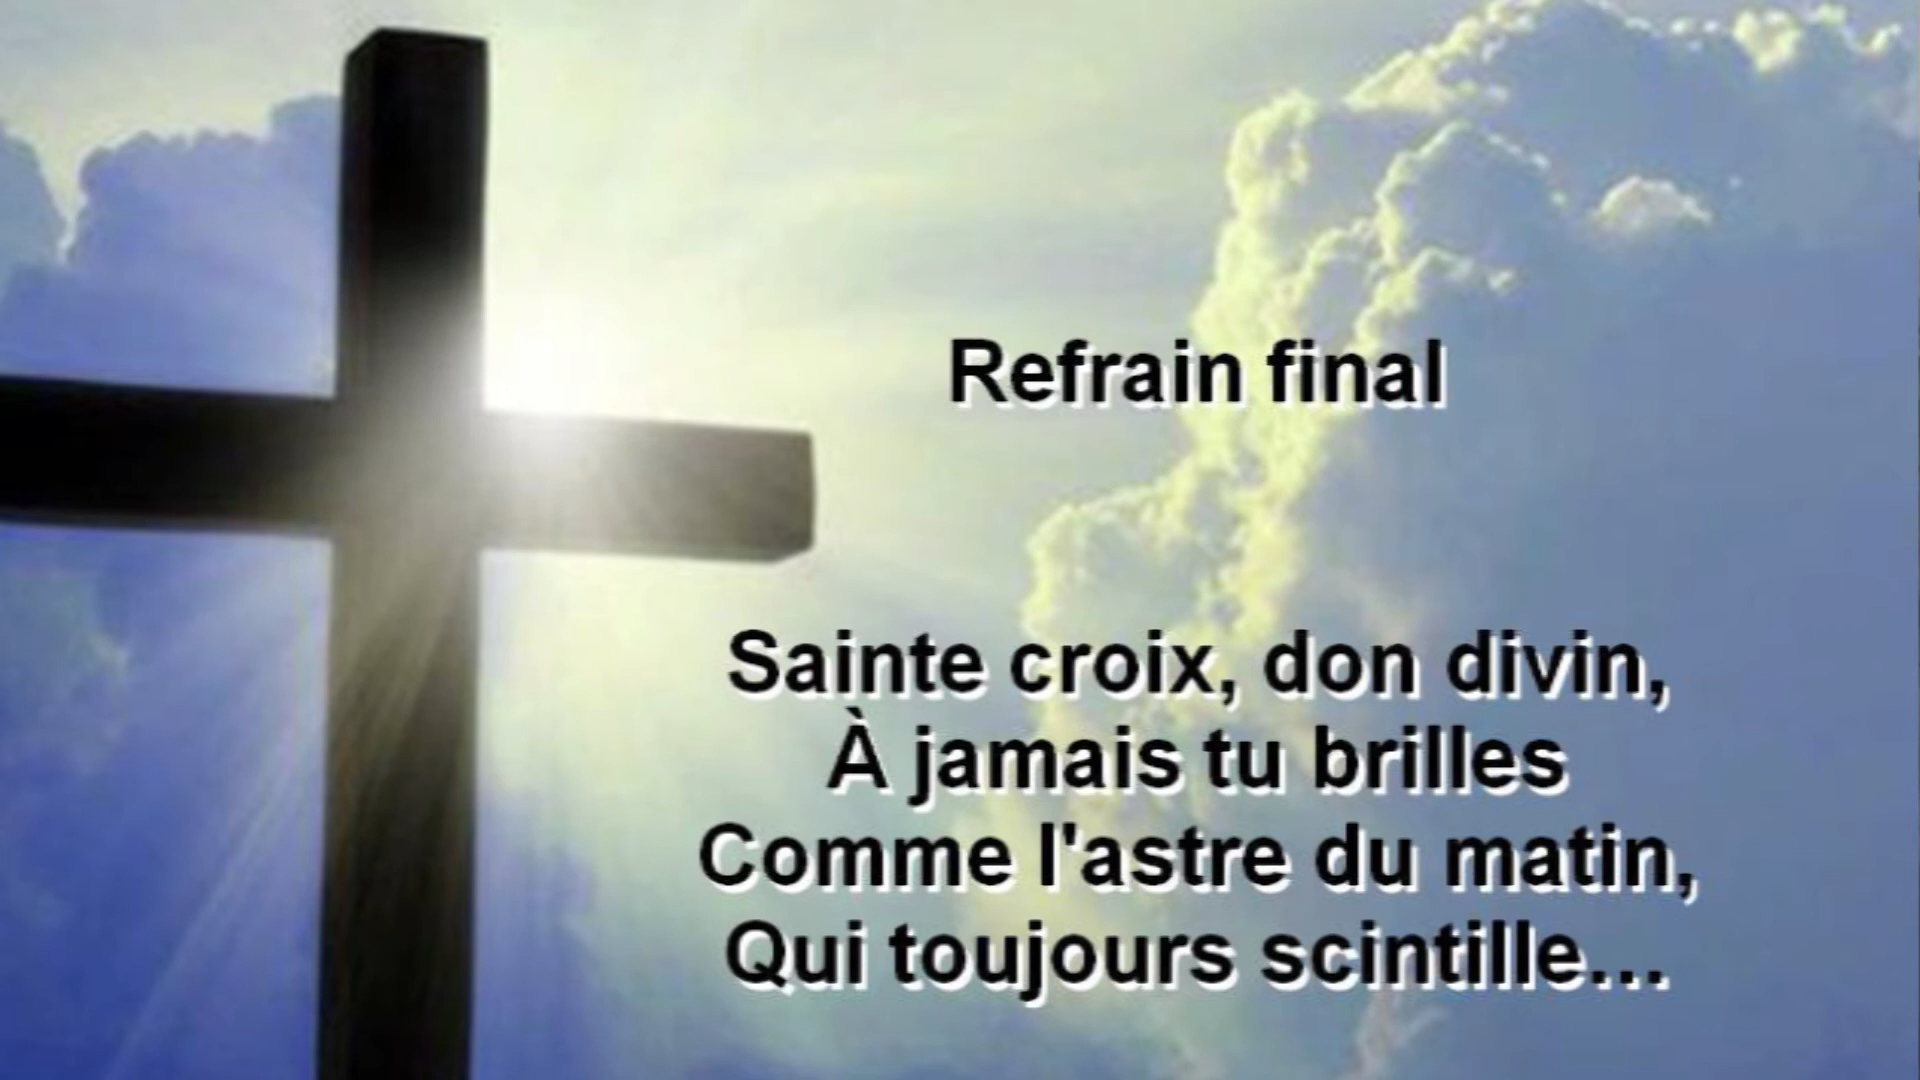 Refrain final
Sainte croix, don divin,
À jamais tu brilles
Comme l'astre du matin,
Qui toujours scintille...